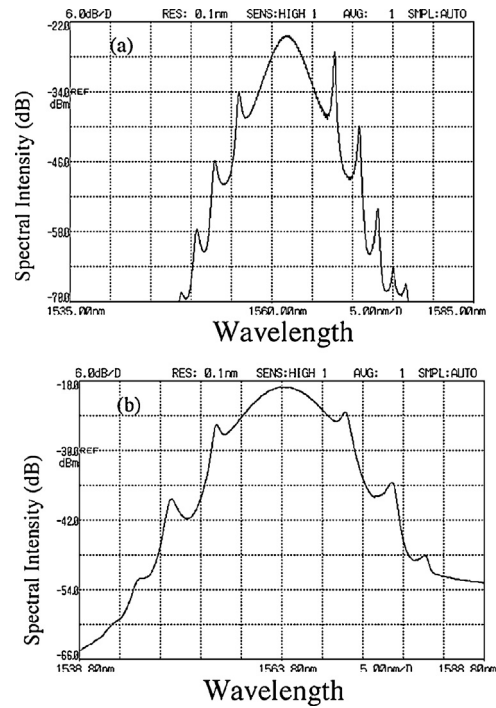 6.0dB/D RES: 0.1nm SENS:HIGH 1 AVG: 1 SMPL:AUTO
-22.0
(a)
-34.0 REF
dBm
-46.0
-58.0
-70.0
Spectral Intensity (dB)
1535.00nm 1560.00nm 5.00nm/D 1585.00nm
Wavelength
6.0dB/D RES: 0.1nm SENS:HIGH 1 AVG: 1 SMPL:AUTO
-18.0
(b)
-30.0 REF
dBm
-42.0
-54.0
-66.0
Spectral Intensity (dB)
1538.80nm 1563.80nm 5.00nm/D 1588.80nm
Wavelength